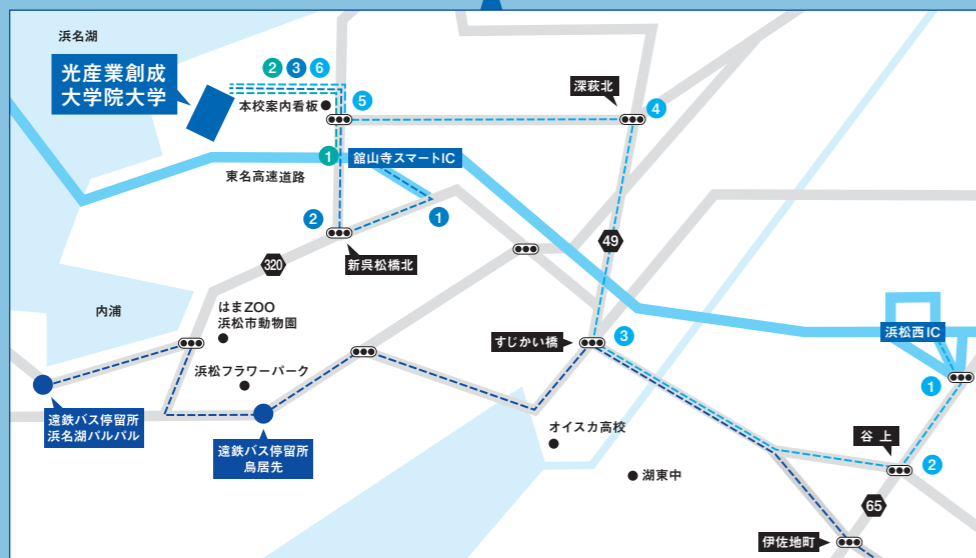 浜名湖
光産業創成
大学院大学
2 3 6
本校案内看板
5
深萩北
4
1
舘山寺スマートIC
東名高速道路
2
1
新呉松橋北
49
320
内浦
はまZOO
浜松市動物園
すじかい橋
3
浜松西IC
浜松フラワーパーク
1
遠鉄バス停留所
浜名湖パルパル
遠鉄バス停留所
鳥居先
オイスカ高校
谷上
2
湖東中
65
伊佐地町